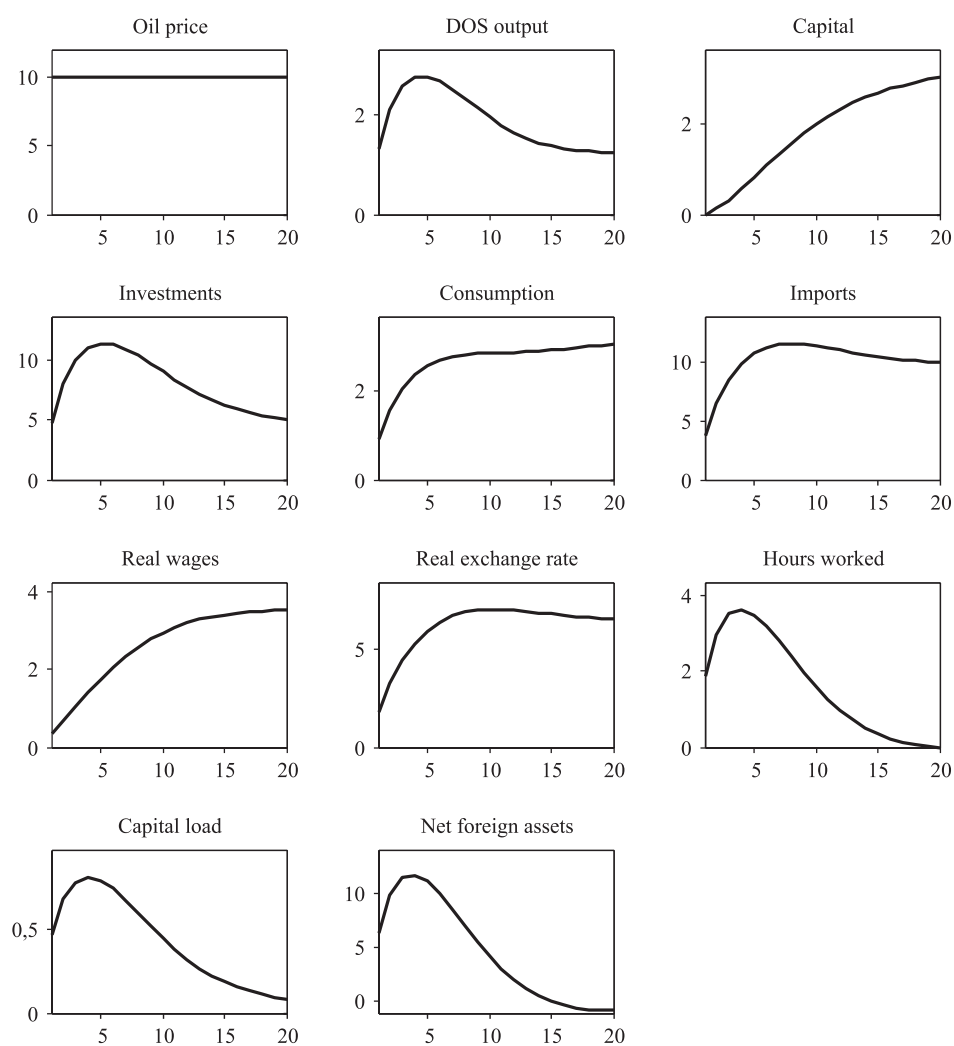 Oil price
DOS output
Capital
10
5
0
5 10 15 20
2
0
5 10 15 20
2
0
5 10 15 20
Investments
Consumption
Imports
10
5
0
5 10 15 20
2
0
5 10 15 20
10
5
0
5 10 15 20
Real wages
Real exchange rate
Hours worked
4
2
0
5 10 15 20
5
0
5 10 15 20
4
2
0
5 10 15 20
Capital load
Net foreign assets
0,5
0
5 10 15 20
10
5
0
5 10 15 20